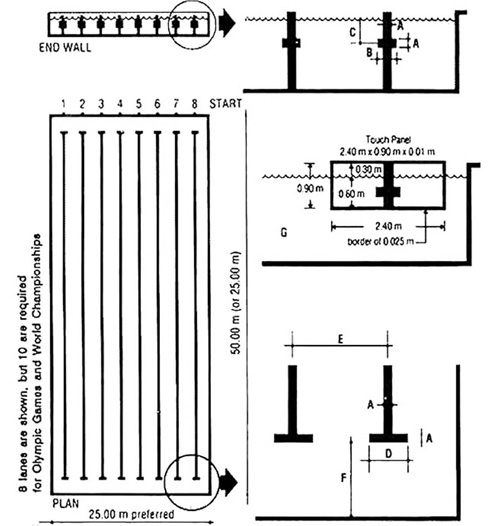 END WALL
C
A
A
B
1 2 3 4 5 6 7 8 START
Touch Panel
2.40 m x 0.90 m x 0.01 m
0.30 m
0.90 m
0.60 m
G
2.40 m
border of 0.025 m
8 lanes are shown, but 10 are required
for Olympic Games and World Championships
50.00 m (or 25.00 m)
E
A
A
D
F
PLAN
25.00 m preferred